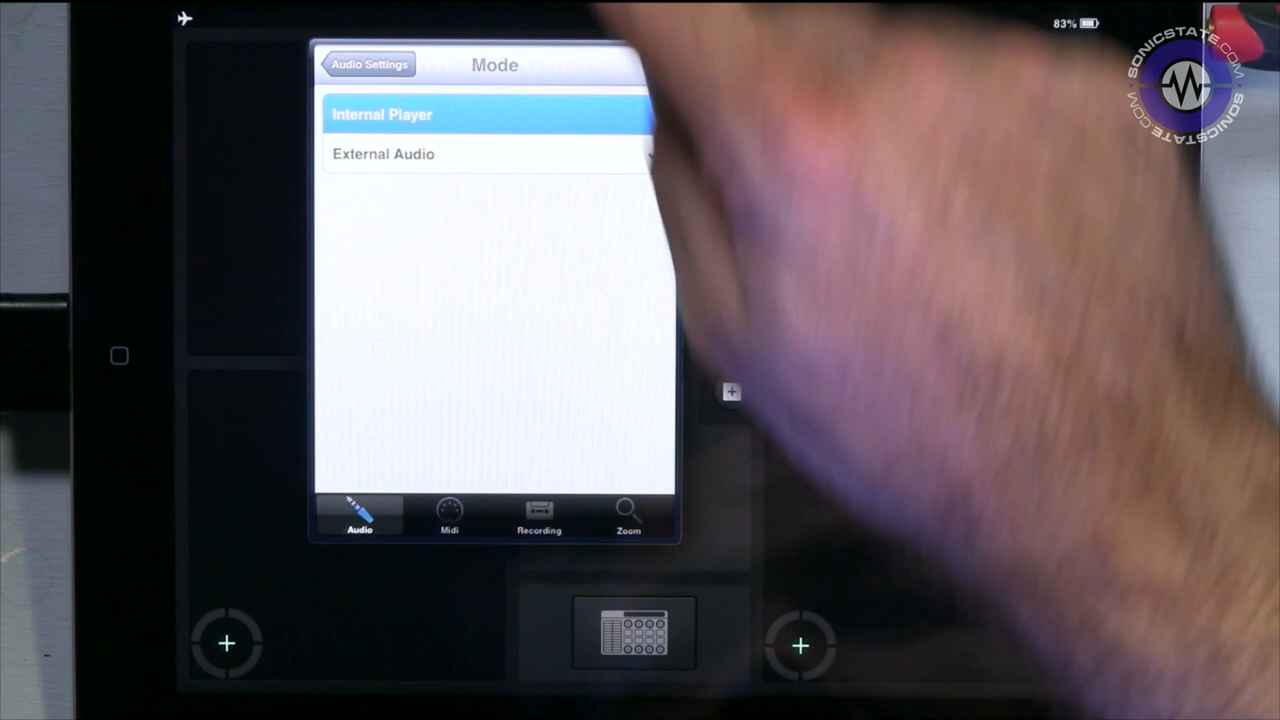 83%
SONICSTATE.COM
SONICSTATE.COM
Audio Settings
Mode
Internal Player
External Audio
Audio
Midi
Recording
Zoom